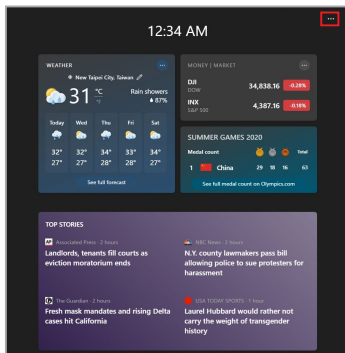 12:34 AM
WEATHER
New Taipei City, Taiwan
31 °C
°F
Rain showers
87%
Today Wed Thu Fri Sat
32° 32° 34° 33° 34°
27° 27° 28° 27° 27°
See full forecast
MONEY | MARKET
DJI
DOW
34,838.16 -0.28%
INX
S&P 500
4,387.16 -0.18%
SUMMER GAMES 2020
Medal count Total
1 China 29 18 16 63
See full medal count on Olympics.com
TOP STORIES
AP Associated Press · 2 hours
Landlords, tenants fill courts as
eviction moratorium ends
NBC News · 2 hours
N.Y. county lawmakers pass bill
allowing police to sue protesters for
harassment
The Guardian · 2 hours
Fresh mask mandates and rising Delta
cases hit California
USA TODAY SPORTS · 1 hour
Laurel Hubbard would rather not
carry the weight of transgender
history